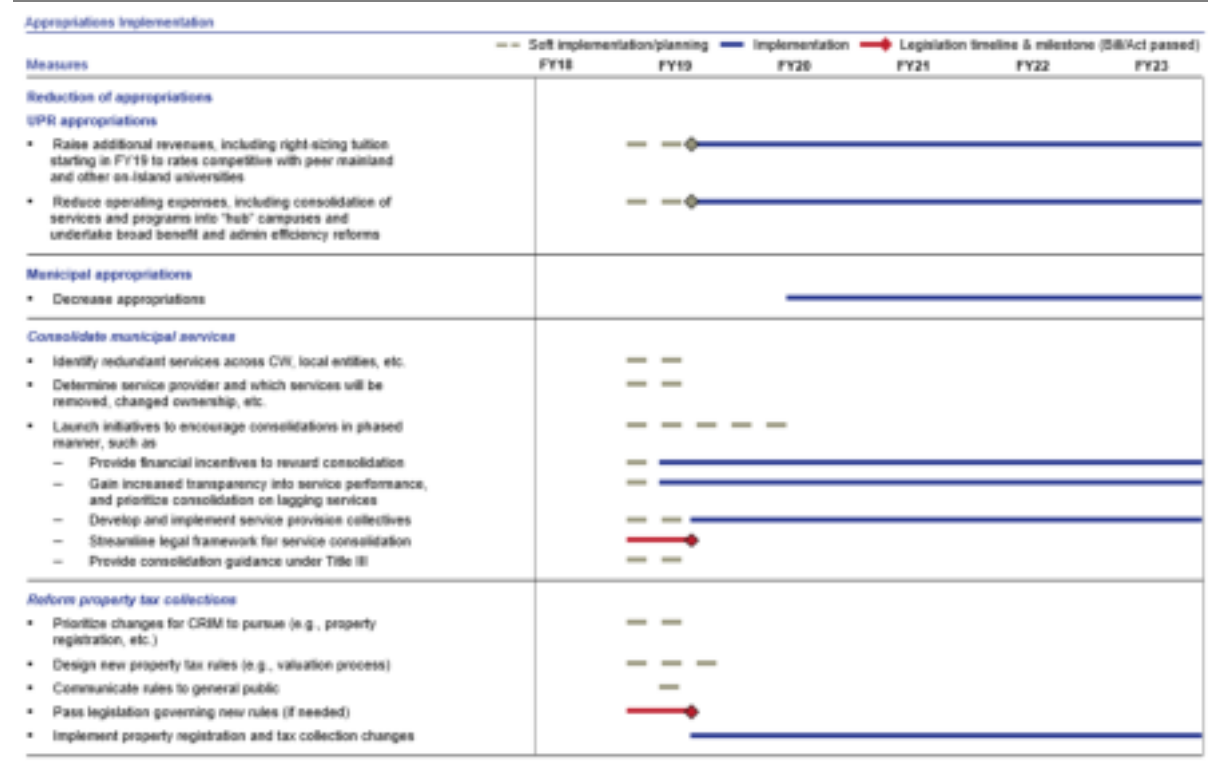 Appropriations Implementation
Soft implementation/planning Implementation Legislation timeline & milestone (Bill/Act passed)
Measures FY18 FY19 FY20 FY21 FY22 FY23
Reduction of appropriations
UPR appropriations
• Raise additional revenues, including right-sizing tuition
starting in FY19 to rates competitive with peer mainland
and other on-Island universities
• Reduce operating expenses, including consolidation of
services and programs into "hub" campuses and
undertake broad benefit and admin efficiency reforms
Municipal appropriations
• Decrease appropriations
Consolidate municipal services
• Identify redundant services across CW, local entities, etc.
• Determine service provider and which services will be
removed, changed ownership, etc.
• Launch initiatives to encourage consolidations in phased
manner, such as
– Provide financial incentives to reward consolidation
– Gain increased transparency into service performance,
and prioritize consolidation on lagging services
– Develop and implement service provision collectives
– Streamline legal framework for service consolidation
– Provide consolidation guidance under Title III
Reform property tax collections
• Prioritize changes for CRIM to pursue (e.g., property
registration, etc.)
• Design new property tax rules (e.g., valuation process)
• Communicate rules to general public
• Pass legislation governing new rules (if needed)
• Implement property registration and tax collection changes